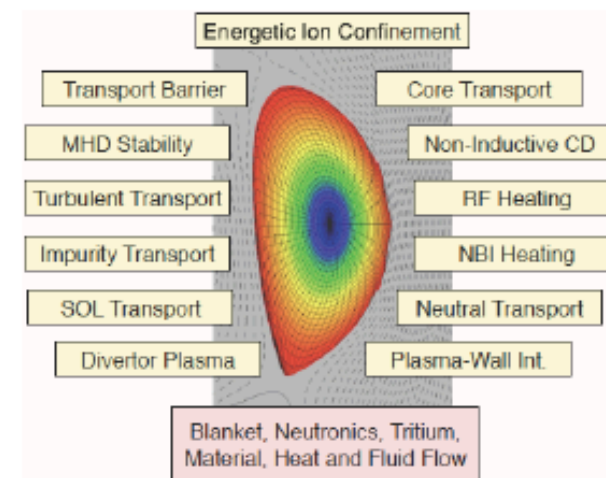 Energetic Ion Confinement
Transport Barrier
Core Transport
MHD Stability
Non-Inductive CD
Turbulent Transport
RF Heating
Impurity Transport
NBI Heating
SOL Transport
Neutral Transport
Divertor Plasma
Plasma-Wall Int.
Blanket, Neutronics, Tritium,
Material, Heat and Fluid Flow